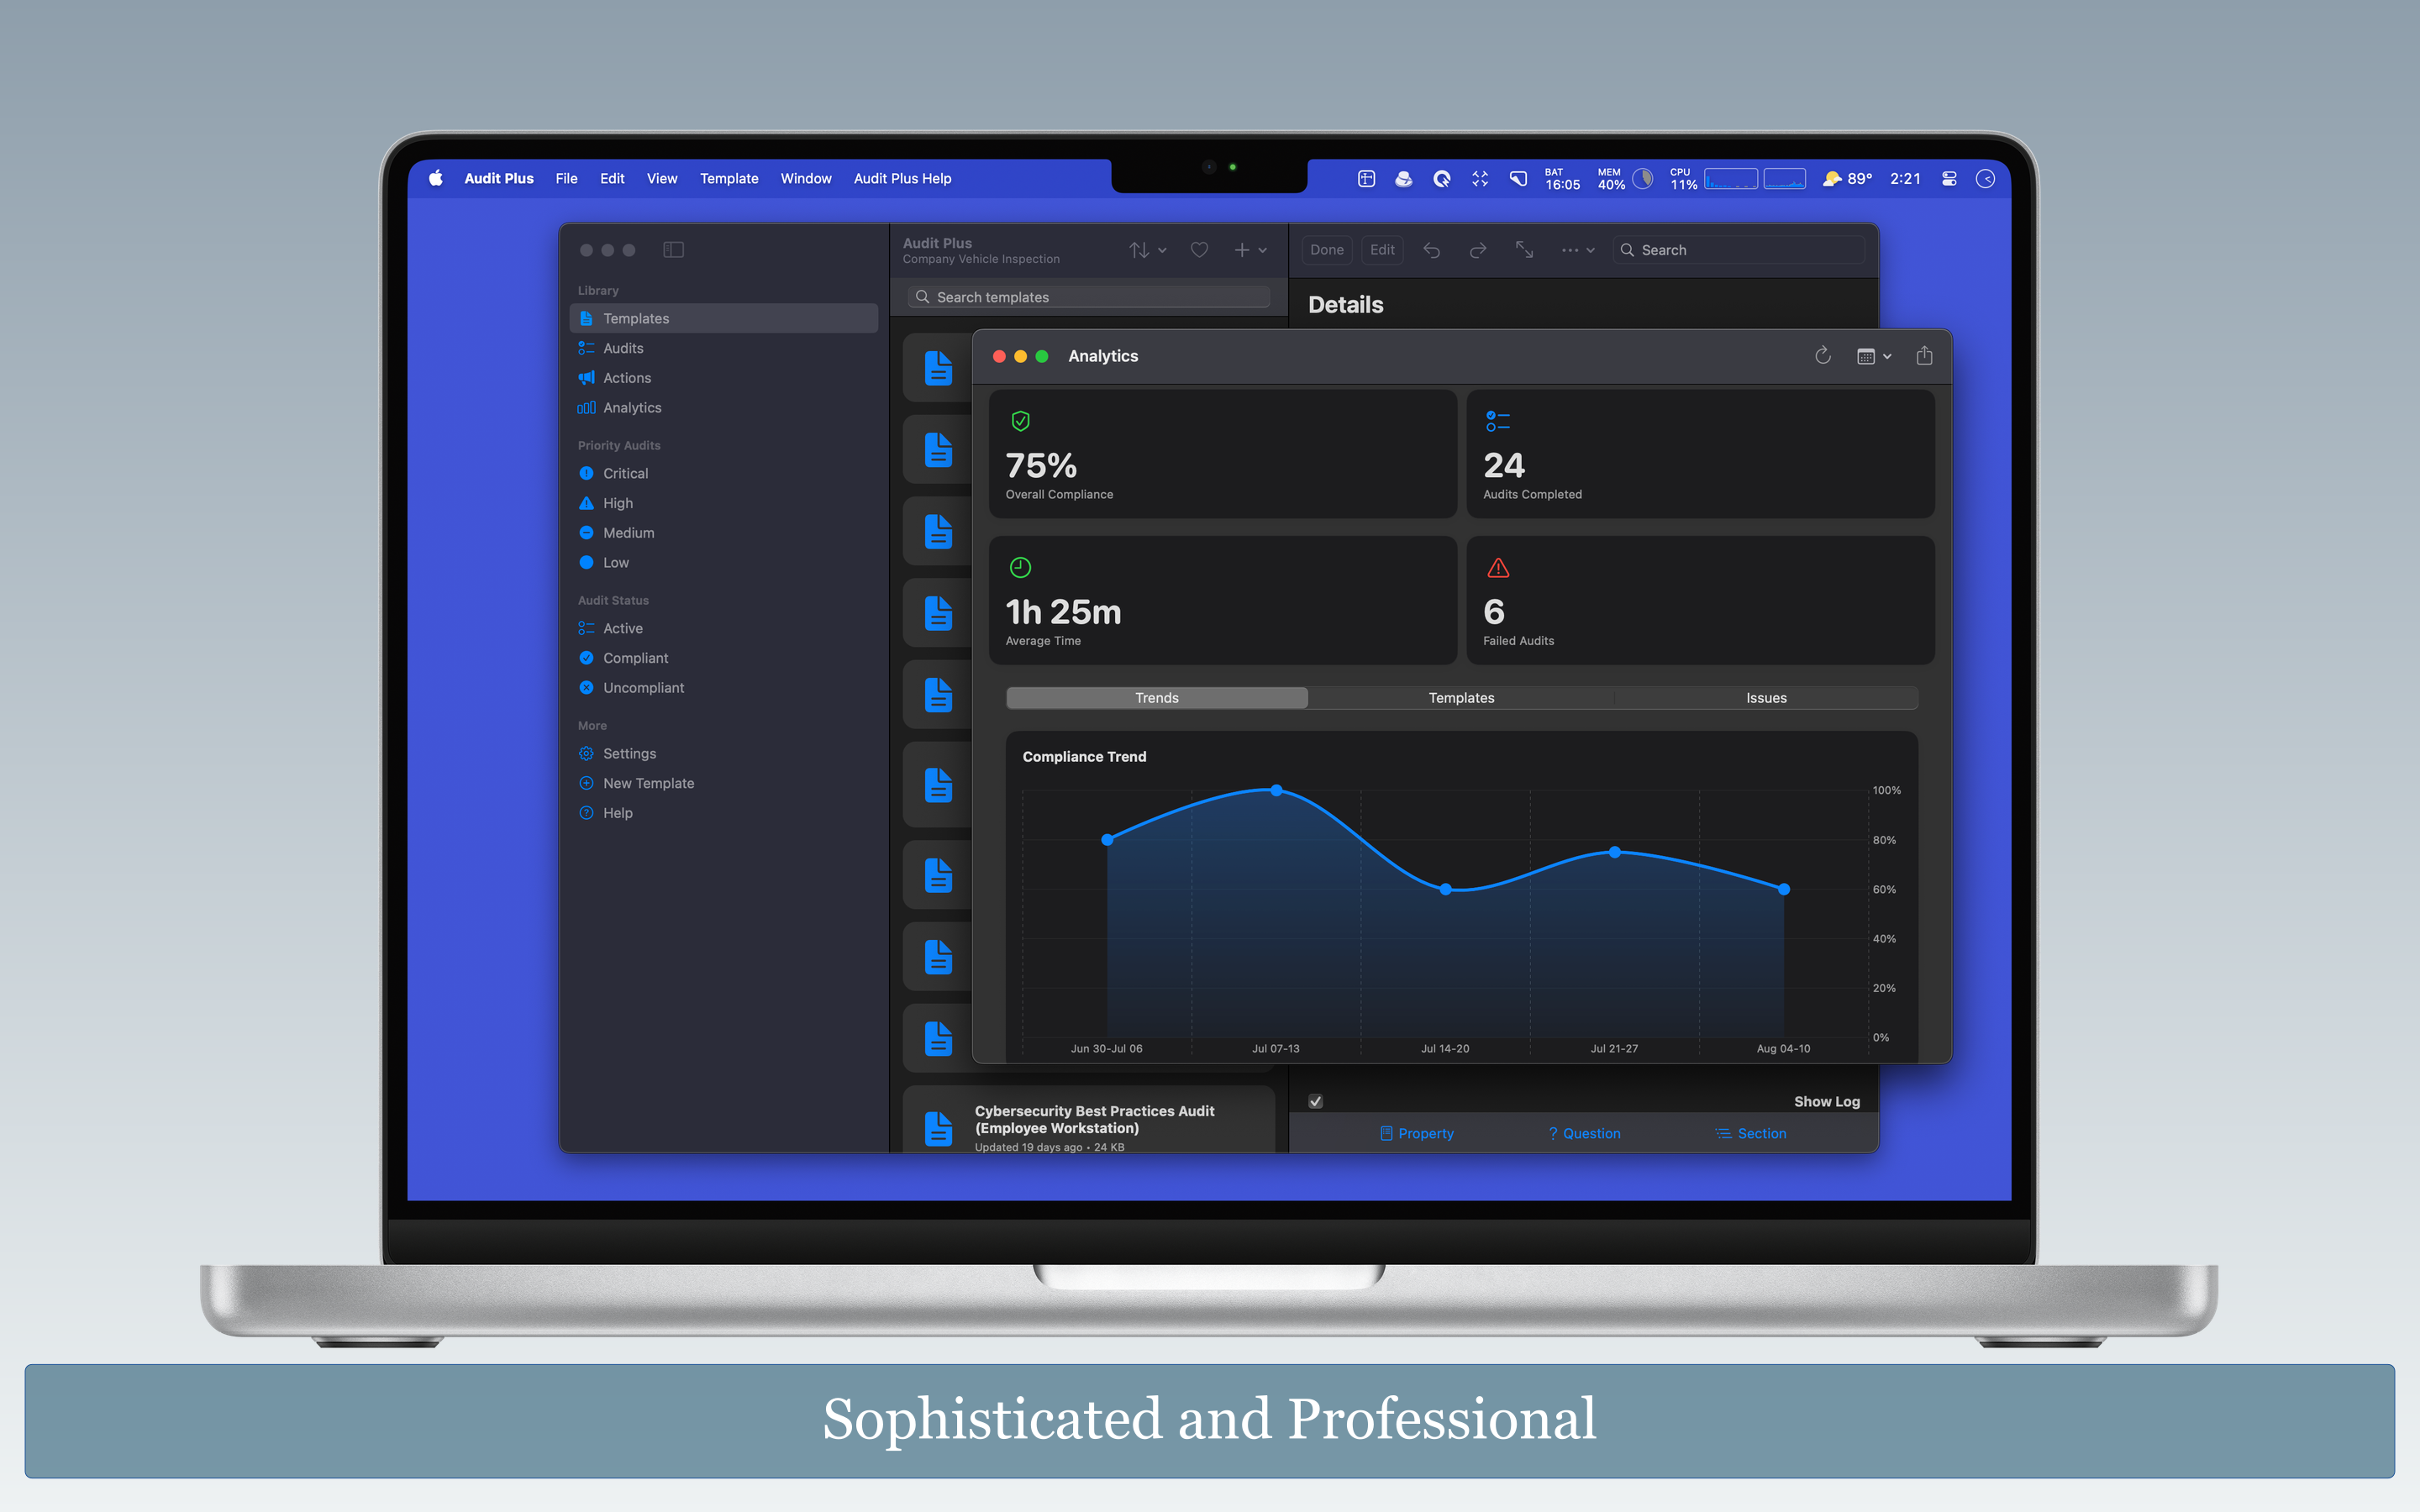 Audit Plus File Edit View Template Window Audit Plus Help
BAT 16:05 MEM 40% CPU 11% 89° 2:21
Library
Templates
Audits
Actions
Analytics
Priority Audits
Critical
High
Medium
Low
Audit Status
Active
Compliant
Uncompliant
More
Settings
New Template
Help
Audit Plus
Company Vehicle Inspection
Search templates
Done Edit Search
Details
Analytics
75%
Overall Compliance
24
Audits Completed
1h 25m
Average Time
6
Failed Audits
Trends Templates Issues
Compliance Trend
100%
80%
60%
40%
20%
0%
Jun 30-Jul 06 Jul 07-13 Jul 14-20 Jul 21-27 Aug 04-10
Cybersecurity Best Practices Audit
(Employee Workstation)
Updated 19 days ago • 24 KB
Show Log
Property ? Question Section
Sophisticated and Professional